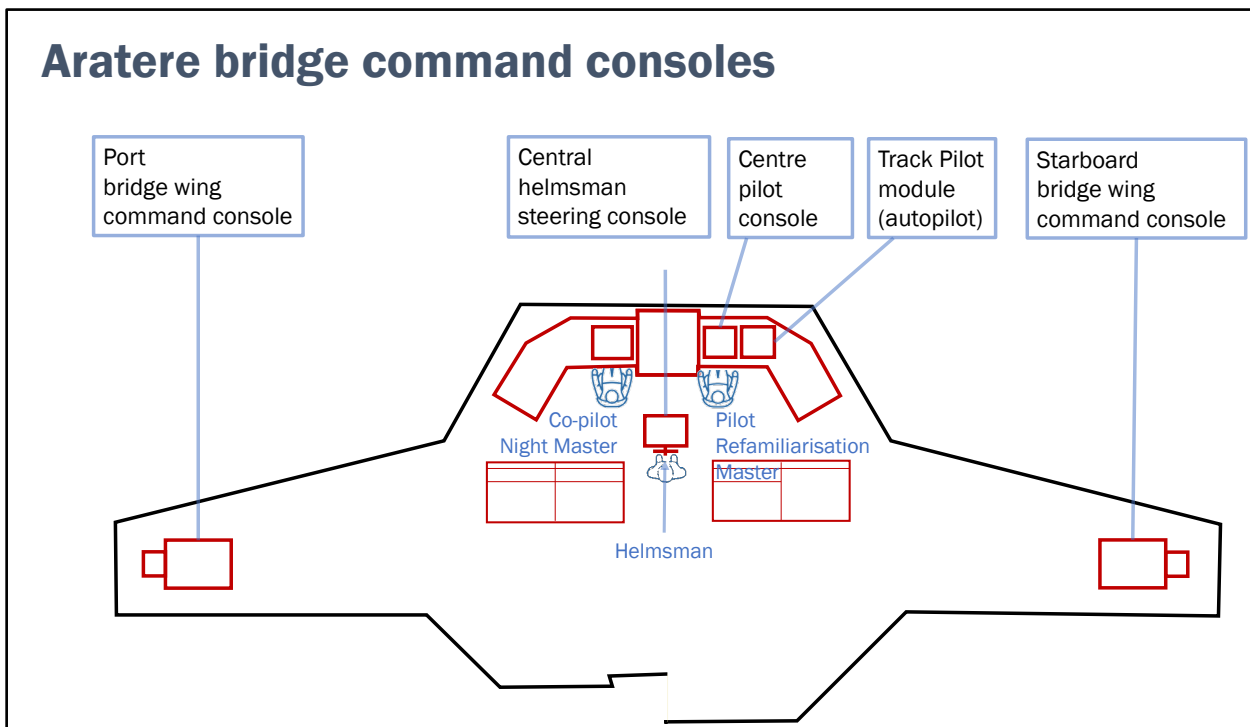 Aratere bridge command consoles
Port
bridge wing
command console
Central
helmsman
steering console
Centre
pilot
console
Track Pilot
module
(autopilot)
Starboard
bridge wing
command console
Co-pilot
Night Master
Pilot
Refamiliarisation
Master
Helmsman